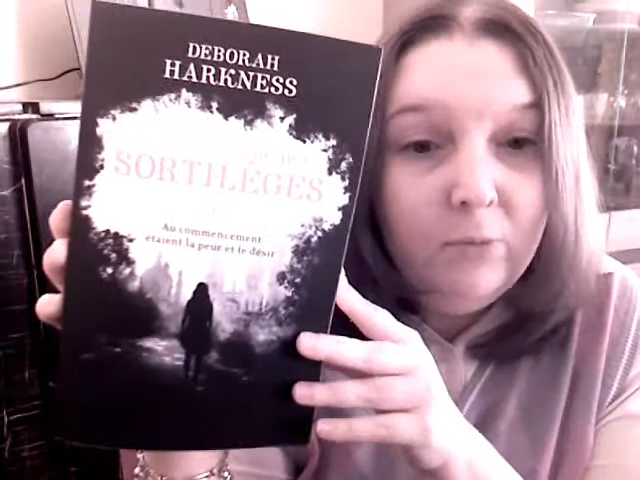 DEBORAH
HARKNESS
SORTILÈGES
Au commencement
étaient la peur et le désir